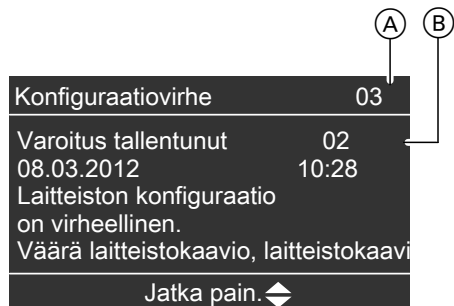 A B
Konfiguraatiovirhe 03
Varoitus tallentunut 02
08.03.2012 10:28
Laitteiston konfiguraatio
on virheellinen.
Väärä laitteistokaavio, laitteistokaavi
Jatka pain.